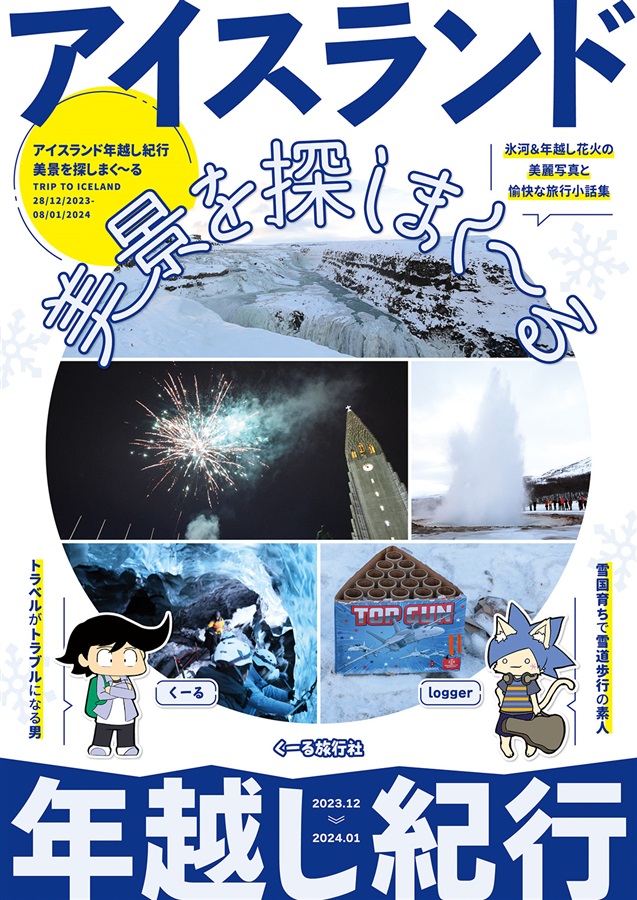 アイスランド
アイスランド年越し紀行
美景を探しまく〜る
TRIP TO ICELAND
28/12/2023-
08/01/2024
氷河&年越し花火の
美麗写真と
愉快な旅行小話集
美景を探しまく〜る
トラベルがトラブルになる男
くーる
TOP GUN
logger
雪国育ちで雪道歩行の素人
くーる旅行社
年越し紀行
2023.12
2024.01